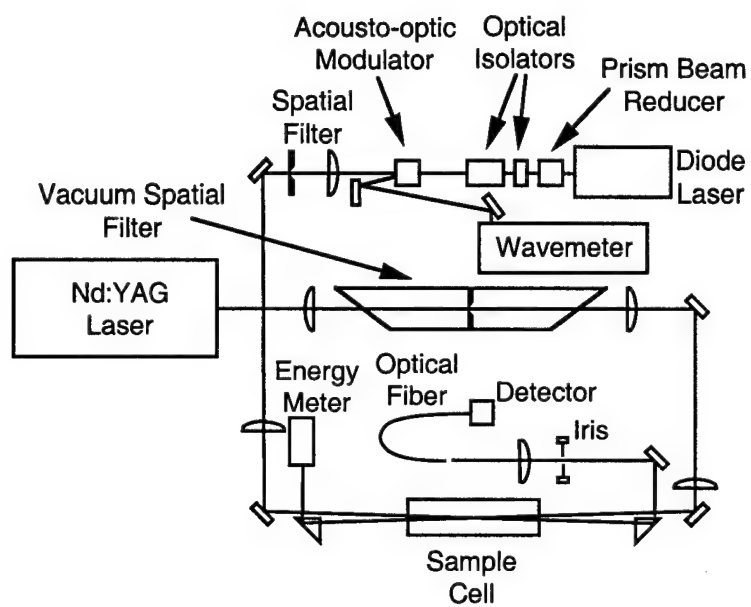 Acousto-optic
Modulator
Optical
Isolators
Prism Beam
Reducer
Spatial
Filter
Diode
Laser
Vacuum Spatial
Filter
Wavemeter
Nd:YAG
Laser
Energy
Meter
Optical
Fiber
Detector
Iris
Sample
Cell